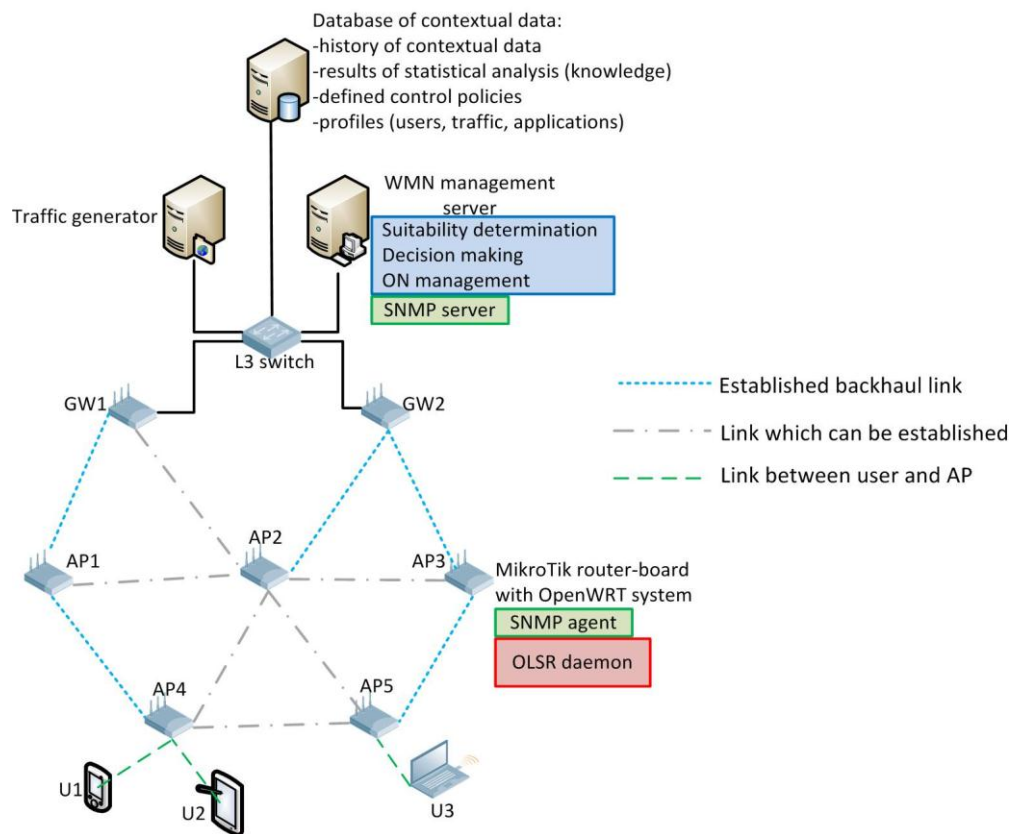 Database of contextual data:
-history of contextual data
-results of statistical analysis (knowledge)
-defined control policies
-profiles (users, traffic, applications)
Traffic generator
WMN management
server
Suitability determination
Decision making
ON management
SNMP server
L3 switch
GW1
GW2
Established backhaul link
Link which can be established
Link between user and AP
AP1
AP2
AP3
MikroTik router-board
with OpenWRT system
SNMP agent
OLSR daemon
AP4
AP5
U1
U2
U3